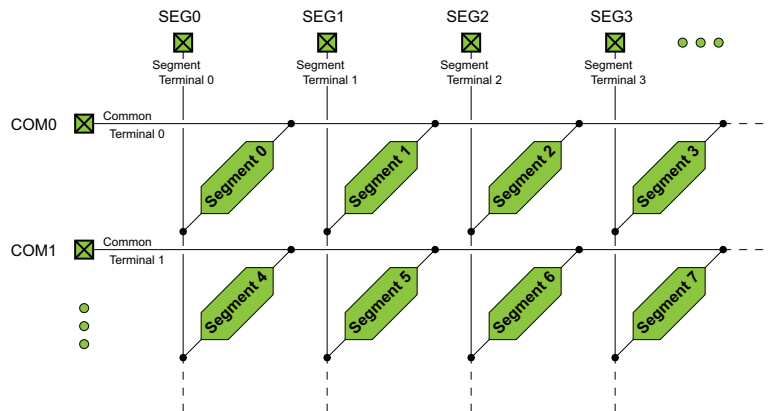 SEG0 SEG1 SEG2 SEG3
Segment Segment Segment Segment
Terminal 0 Terminal 1 Terminal 2 Terminal 3
COM0 Common
Terminal 0
Segment 0 Segment 1 Segment 2 Segment 3
COM1 Common
Terminal 1
Segment 4 Segment 5 Segment 6 Segment 7